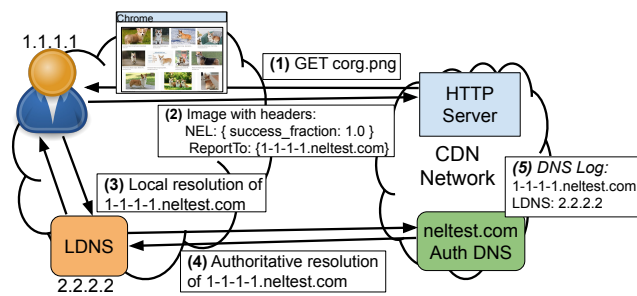 Chrome
1.1.1.1
(1) GET corg.png
(2) Image with headers:
NEL: { success_fraction: 1.0 }
ReportTo: {1-1-1-1.neltest.com}
HTTP
Server
CDN
Network
(5) DNS Log:
1-1-1-1.neltest.com
LDNS: 2.2.2.2
(3) Local resolution of
1-1-1-1.neltest.com
LDNS
2.2.2.2
neltest.com
Auth DNS
(4) Authoritative resolution
of 1-1-1-1.neltest.com